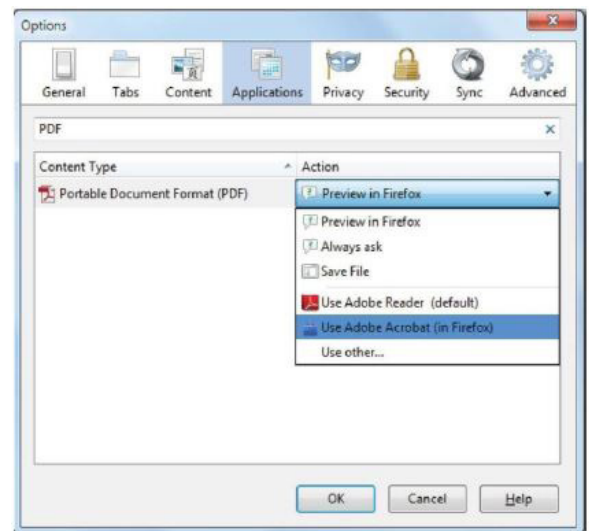 Options
General Tabs Content Applications Privacy Security Sync Advanced
PDF
Content Type Action
Portable Document Format (PDF) Preview in Firefox
Preview in Firefox
Always ask
Save File
Use Adobe Reader (default)
Use Adobe Acrobat (in Firefox)
Use other...
OK Cancel Help